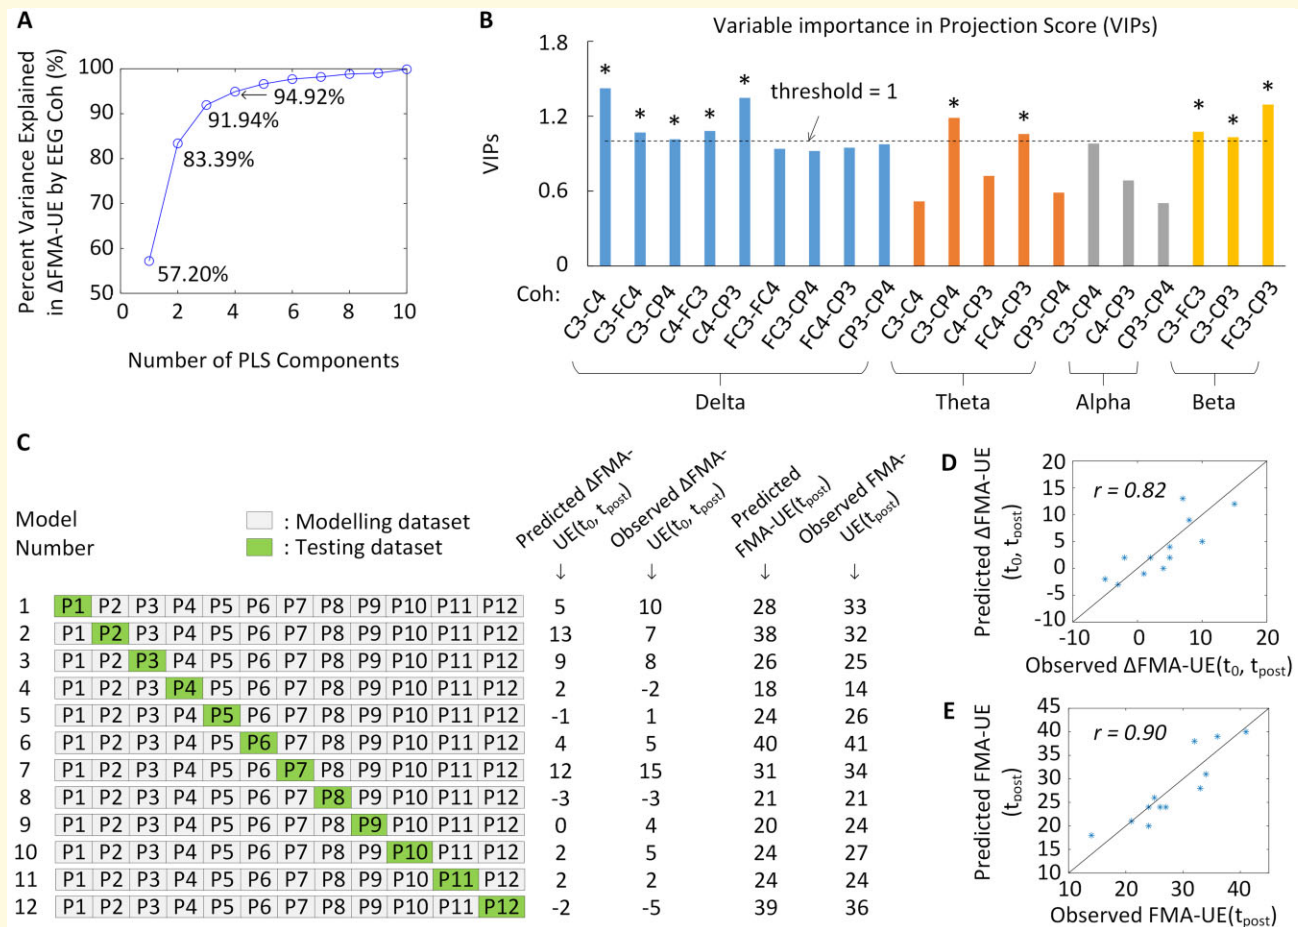 A
Percent Variance Explained
in ΔFMA-UE by EEG Coh (%)
100
90
80
70
60
50
94.92%
91.94%
83.39%
57.20%
0 2 4 6 8 10
Number of PLS Components
B
Variable importance in Projection Score (VIPs)
VIPs
1.8
1.2
0.6
0
threshold = 1
* * * * * * * * * *
Coh: C3-C4 C3-FC4 C3-CP4 C4-FC3 C4-CP3 FC3-FC4 FC3-CP4 FC4-CP3 CP3-CP4 C3-C4 C3-CP4 C4-CP3 FC4-CP3 CP3-CP4 C3-CP4 C4-CP3 CP3-CP4 C3-FC3 C3-CP3 FC3-CP3
Delta Theta Alpha Beta
C
Model
Number
: Modelling dataset
: Testing dataset
Predicted ΔFMA-
UE(t0, tpost)
Observed ΔFMA-
UE(t0, tpost)
Predicted
FMA-UE(tpost)
Observed FMA-
UE(tpost)
↓ ↓ ↓ ↓
1 P1 P2 P3 P4 P5 P6 P7 P8 P9 P10 P11 P12 5 10 28 33
2 P1 P2 P3 P4 P5 P6 P7 P8 P9 P10 P11 P12 13 7 38 32
3 P1 P2 P3 P4 P5 P6 P7 P8 P9 P10 P11 P12 9 8 26 25
4 P1 P2 P3 P4 P5 P6 P7 P8 P9 P10 P11 P12 2 -2 18 14
5 P1 P2 P3 P4 P5 P6 P7 P8 P9 P10 P11 P12 -1 1 24 26
6 P1 P2 P3 P4 P5 P6 P7 P8 P9 P10 P11 P12 4 5 40 41
7 P1 P2 P3 P4 P5 P6 P7 P8 P9 P10 P11 P12 12 15 31 34
8 P1 P2 P3 P4 P5 P6 P7 P8 P9 P10 P11 P12 -3 -3 21 21
9 P1 P2 P3 P4 P5 P6 P7 P8 P9 P10 P11 P12 0 4 20 24
10 P1 P2 P3 P4 P5 P6 P7 P8 P9 P10 P11 P12 2 5 24 27
11 P1 P2 P3 P4 P5 P6 P7 P8 P9 P10 P11 P12 2 2 24 24
12 P1 P2 P3 P4 P5 P6 P7 P8 P9 P10 P11 P12 -2 -5 39 36
D
Predicted ΔFMA-UE
(t0, tpost)
20
15
10
5
0
-5
-10
r = 0.82
-10 0 10 20
Observed ΔFMA-UE(t0, tpost)
E
Predicted FMA-UE
(tpost)
45
40
35
30
25
20
15
10
r = 0.90
10 20 30 40
Observed FMA-UE(tpost)